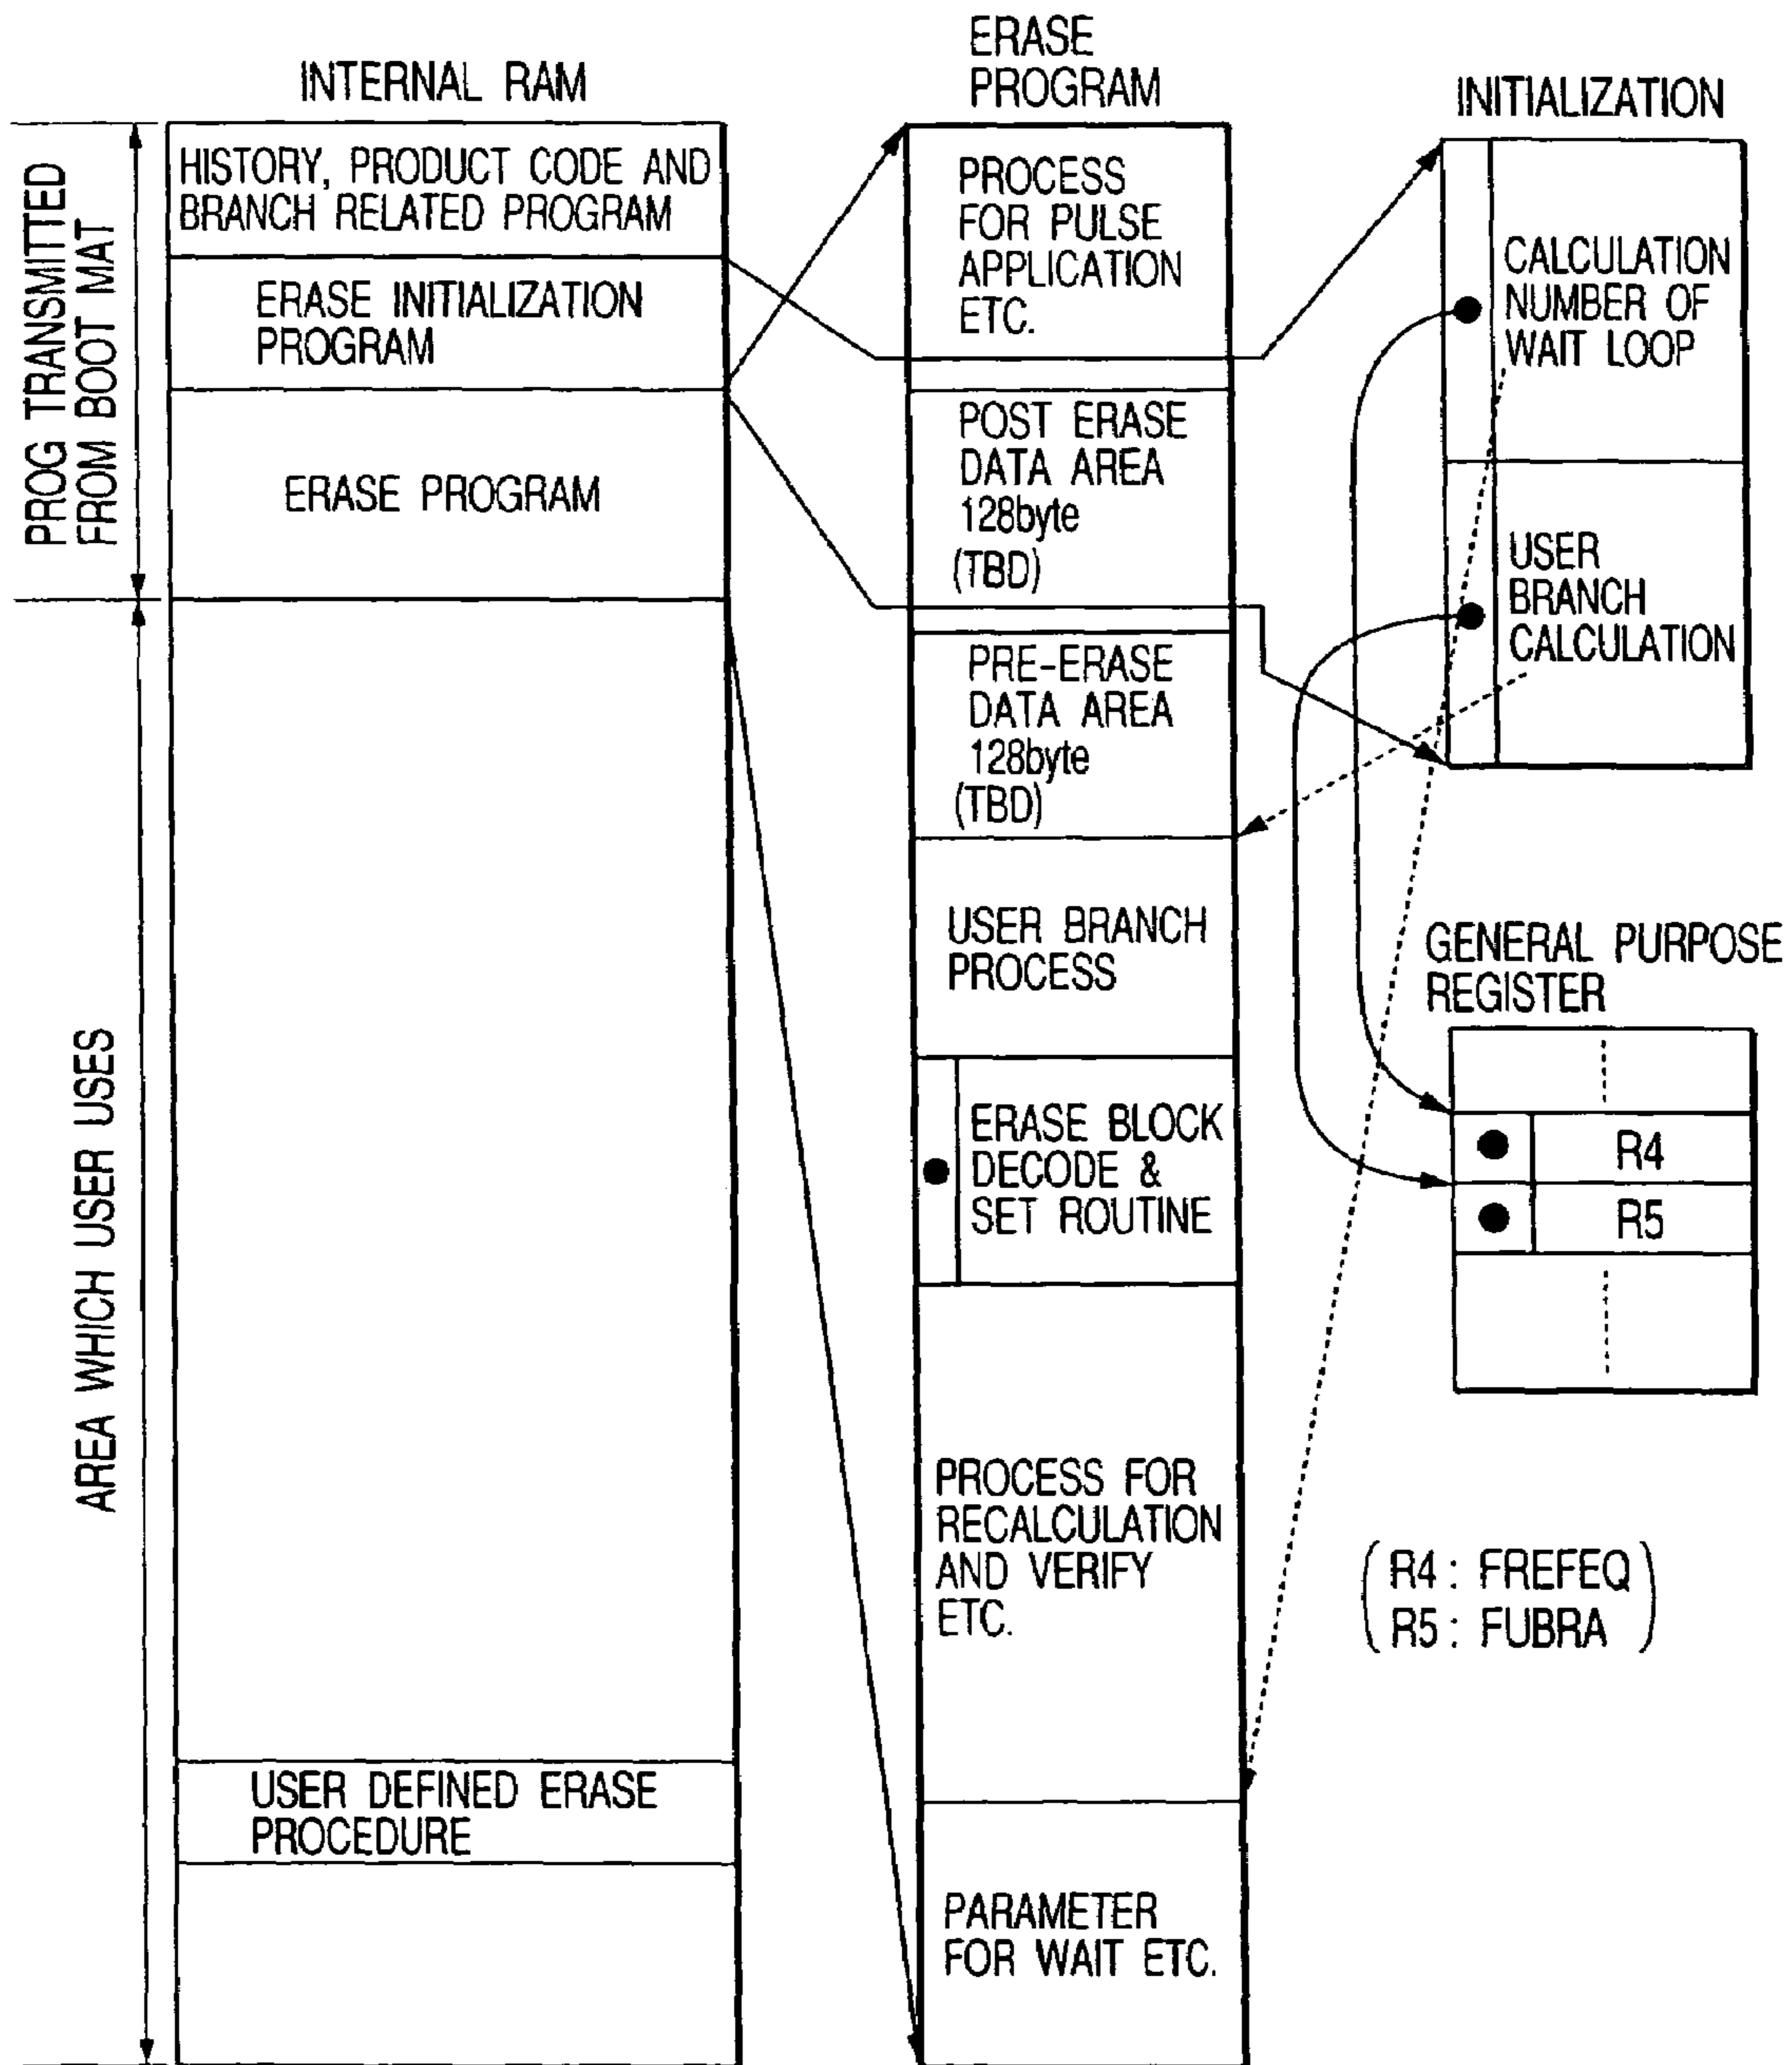 INTERNAL RAM
PROG TRANSMITTED
FROM BOOT MAT
HISTORY, PRODUCT CODE AND
BRANCH RELATED PROGRAM
ERASE INITIALIZATION
PROGRAM
ERASE PROGRAM
AREA WHICH USER USES
USER DEFINED ERASE
PROCEDURE
ERASE
PROGRAM
PROCESS
FOR PULSE
APPLICATION
ETC.
POST ERASE
DATA AREA
128byte
(TBD)
PRE-ERASE
DATA AREA
128byte
(TBD)
USER BRANCH
PROCESS
ERASE BLOCK
DECODE &
SET ROUTINE
PROCESS FOR
RECALCULATION
AND VERIFY
ETC.
PARAMETER
FOR WAIT ETC.
INITIALIZATION
CALCULATION
NUMBER OF
WAIT LOOP
USER
BRANCH
CALCULATION
GENERAL PURPOSE
REGISTER
R4
R5
R4 : FREFEQ
R5 : FUBRA